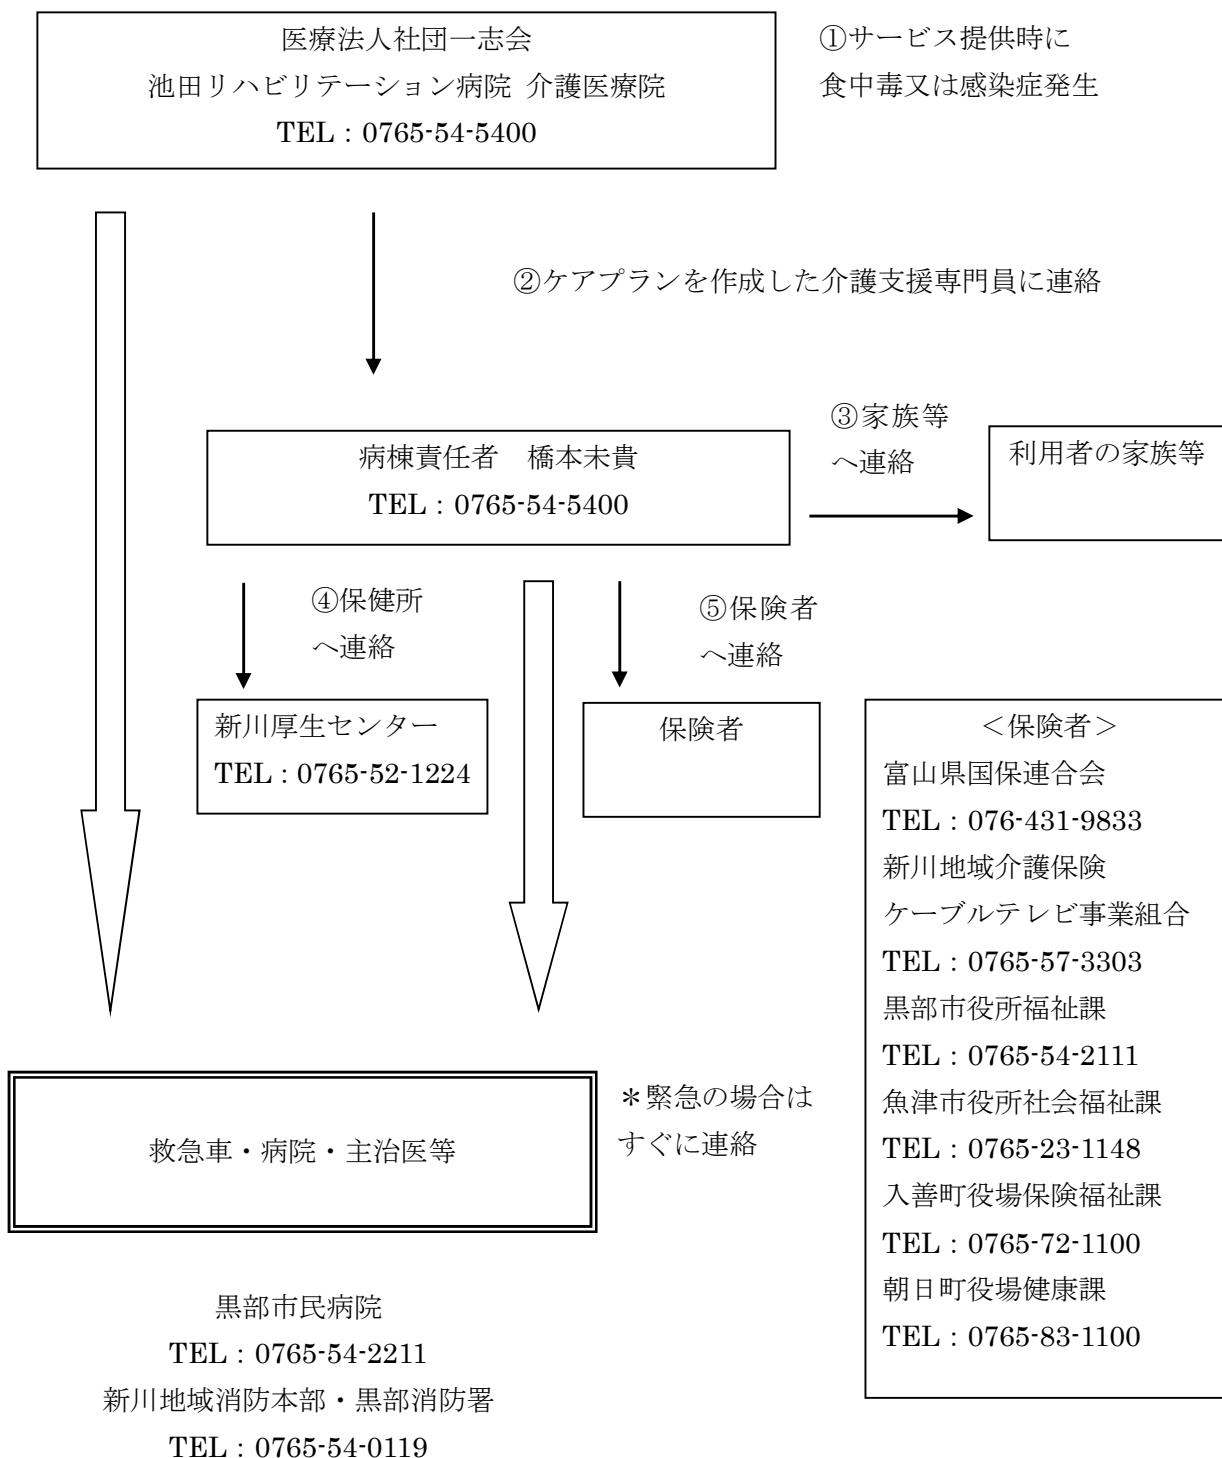 医療法人社団一志会
池田リハビリテーション病院 介護医療院
TEL：0765-54-5400
①サービス提供時に
食中毒又は感染症発生
②ケアプランを作成した介護支援専門員に連絡
病棟責任者　橋本未貴
TEL：0765-54-5400
③家族等
へ連絡
利用者の家族等
④保健所
へ連絡
⑤保険者
へ連絡
新川厚生センター
TEL：0765-52-1224
保険者
＜保険者＞
富山県国保連合会
TEL：076-431-9833
新川地域介護保険
ケーブルテレビ事業組合
TEL：0765-57-3303
黒部市役所福祉課
TEL：0765-54-2111
魚津市役所社会福祉課
TEL：0765-23-1148
入善町役場保険福祉課
TEL：0765-72-1100
朝日町役場健康課
TEL：0765-83-1100
救急車・病院・主治医等
＊緊急の場合は
すぐに連絡
黒部市民病院
TEL：0765-54-2211
新川地域消防本部・黒部消防署
TEL：0765-54-0119